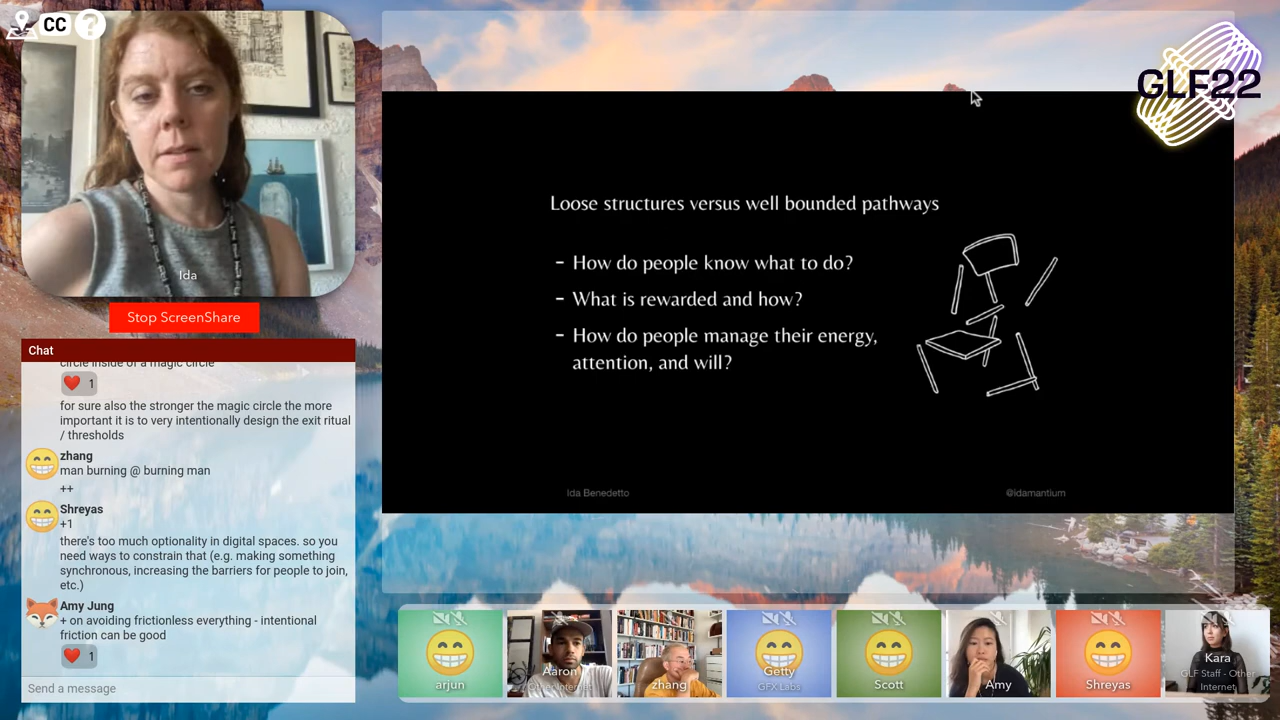 CC
?
Ida
Stop ScreenShare
Chat
circle inside of a magic circle
1
for sure also the stronger the magic circle the more
important it is to very intentionally design the exit ritual
/ thresholds
zhang
man burning @ burning man
++
Shreyas
+1
there's too much optionality in digital spaces. so you
need ways to constrain that (e.g. making something
synchronous, increasing the barriers for people to join,
etc.)
Amy Jung
+ on avoiding frictionless everything - intentional
friction can be good
1
Send a message
GLF22
Loose structures versus well bounded pathways
- How do people know what to do?
- What is rewarded and how?
- How do people manage their energy,
attention, and will?
Ida Benedetto
@idamantium
arjun
Aaron
Other Internet
zhang
Getty
GFX Labs
Scott
Amy
Shreyas
Kara
GLF Staff - Other
Internet